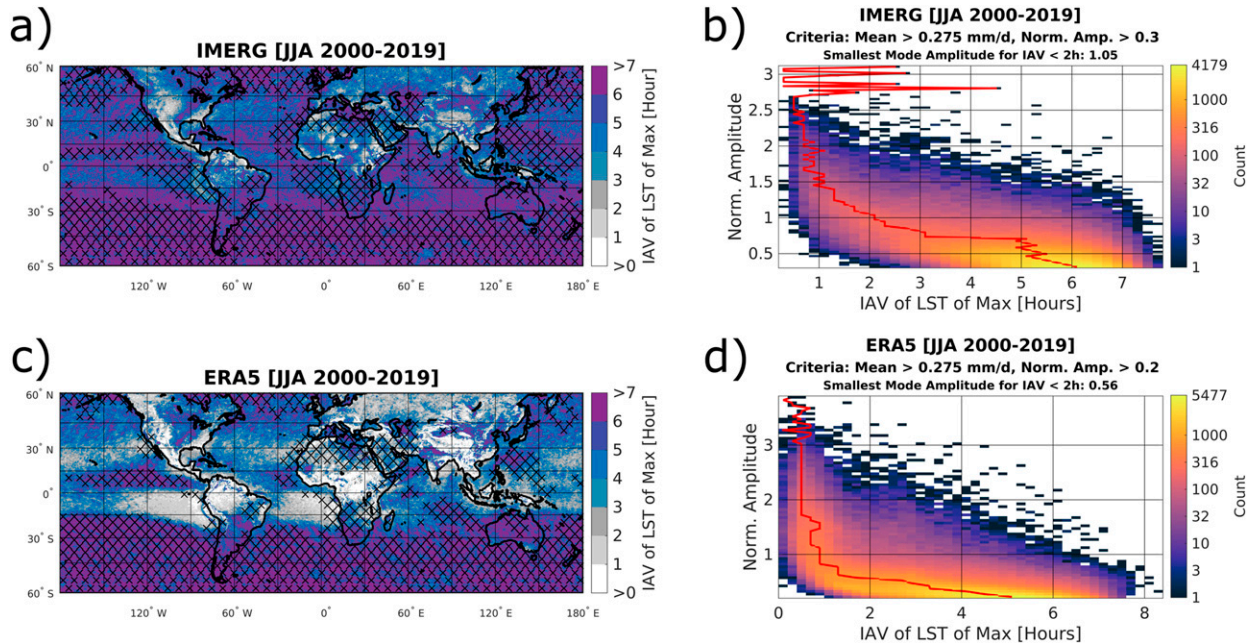 a)
IMERG [JJA 2000-2019]
60° N
30° N
0°
30° S
60° S
120° W
60° W
0° E
60° E
120° E
180° E
>7
6
5
4
3
2
1
>0
IAV of LST of Max [Hour]
b)
IMERG [JJA 2000-2019]
Criteria: Mean > 0.275 mm/d, Norm. Amp. > 0.3
Smallest Mode Amplitude for IAV < 2h: 1.05
Norm. Amplitude
3
2.5
2
1.5
1
0.5
1 2 3 4 5 6 7
IAV of LST of Max [Hours]
4179
1000
316
100
32
10
3
1
Count
c)
ERA5 [JJA 2000-2019]
60° N
30° N
0°
30° S
60° S
120° W
60° W
0° E
60° E
120° E
180° E
>7
6
5
4
3
2
1
>0
IAV of LST of Max [Hour]
d)
ERA5 [JJA 2000-2019]
Criteria: Mean > 0.275 mm/d, Norm. Amp. > 0.2
Smallest Mode Amplitude for IAV < 2h: 0.56
Norm. Amplitude
3
2
1
0 2 4 6 8
IAV of LST of Max [Hours]
5477
1000
316
100
32
10
3
1
Count